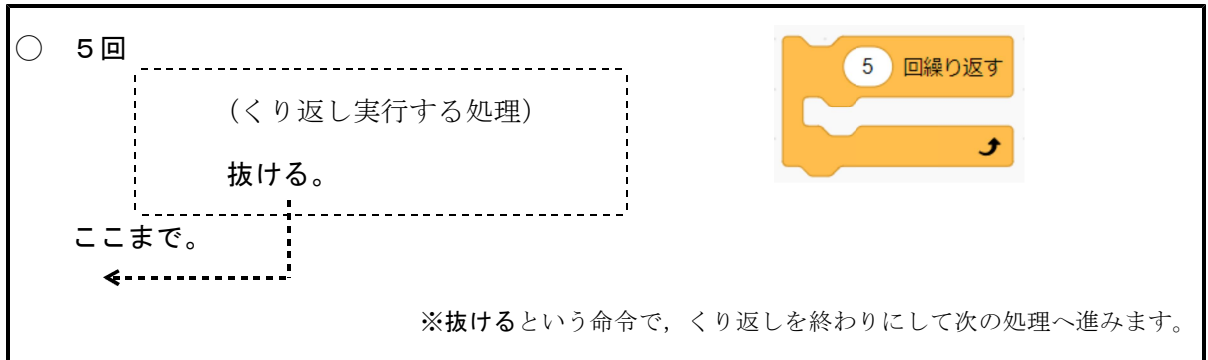 ○ 5回
5 回繰り返す
(くり返し実行する処理)
抜ける。
ここまで。
※抜けるという命令で,くり返しを終わりにして次の処理へ進みます。